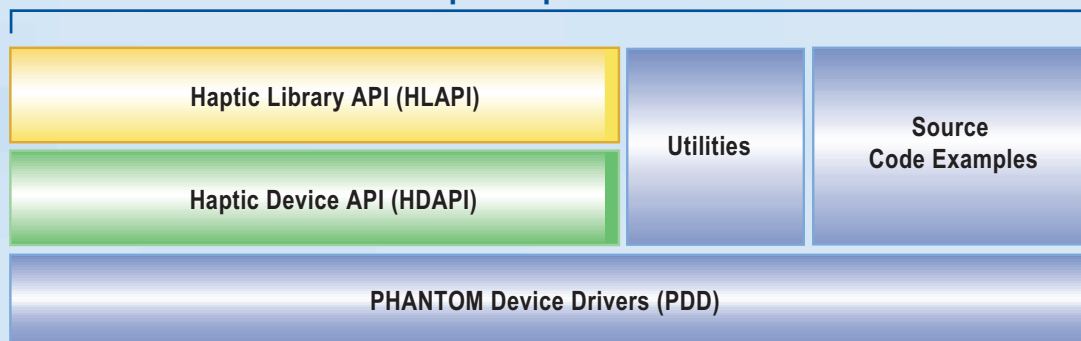 Haptic Library API (HLAPI)
Haptic Device API (HDAPI)
Utilities
Source
Code Examples
PHANTOM Device Drivers (PDD)